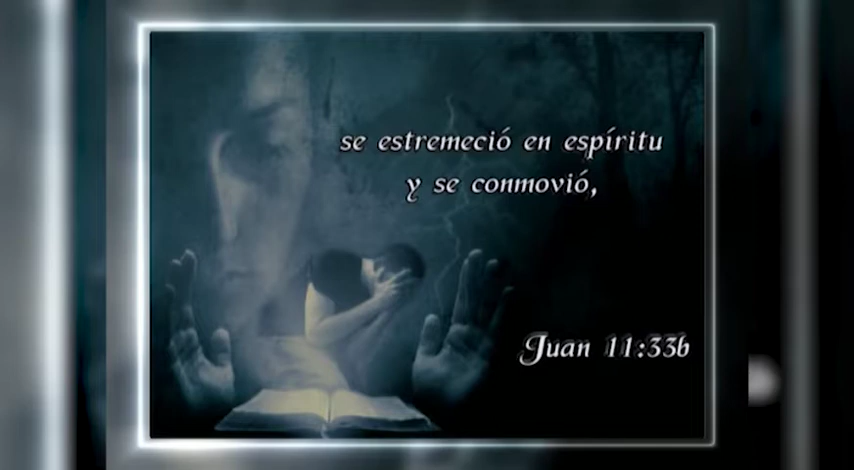 se estremeció en espíritu
y se conmovió,
Juan 11:33b